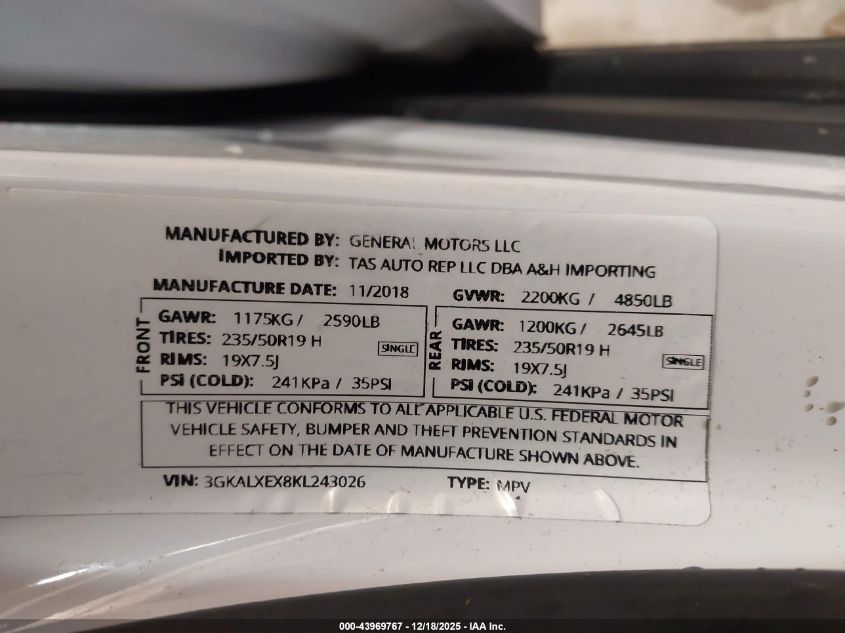 MANUFACTURED BY: GENERAL MOTORS LLC
IMPORTED BY: TAS AUTO REP LLC DBA A&H IMPORTING
MANUFACTURE DATE: 11/2018 GVWR: 2200KG / 4850LB
FRONT
GAWR: 1175KG / 2590LB
TIRES: 235/50R19 H SINGLE
RIMS: 19X7.5J
PSI (COLD): 241KPa / 35PSI
REAR
GAWR: 1200KG / 2645LB
TIRES: 235/50R19 H
RIMS: 19X7.5J SINGLE
PSI (COLD): 241KPa / 35PSI
THIS VEHICLE CONFORMS TO ALL APPLICABLE U.S. FEDERAL MOTOR
VEHICLE SAFETY, BUMPER AND THEFT PREVENTION STANDARDS IN
EFFECT ON THE DATE OF MANUFACTURE SHOWN ABOVE.
VIN: 3GKALXEX8KL243026 TYPE: MPV
000-43969767 - 12/18/2025 - IAA Inc.